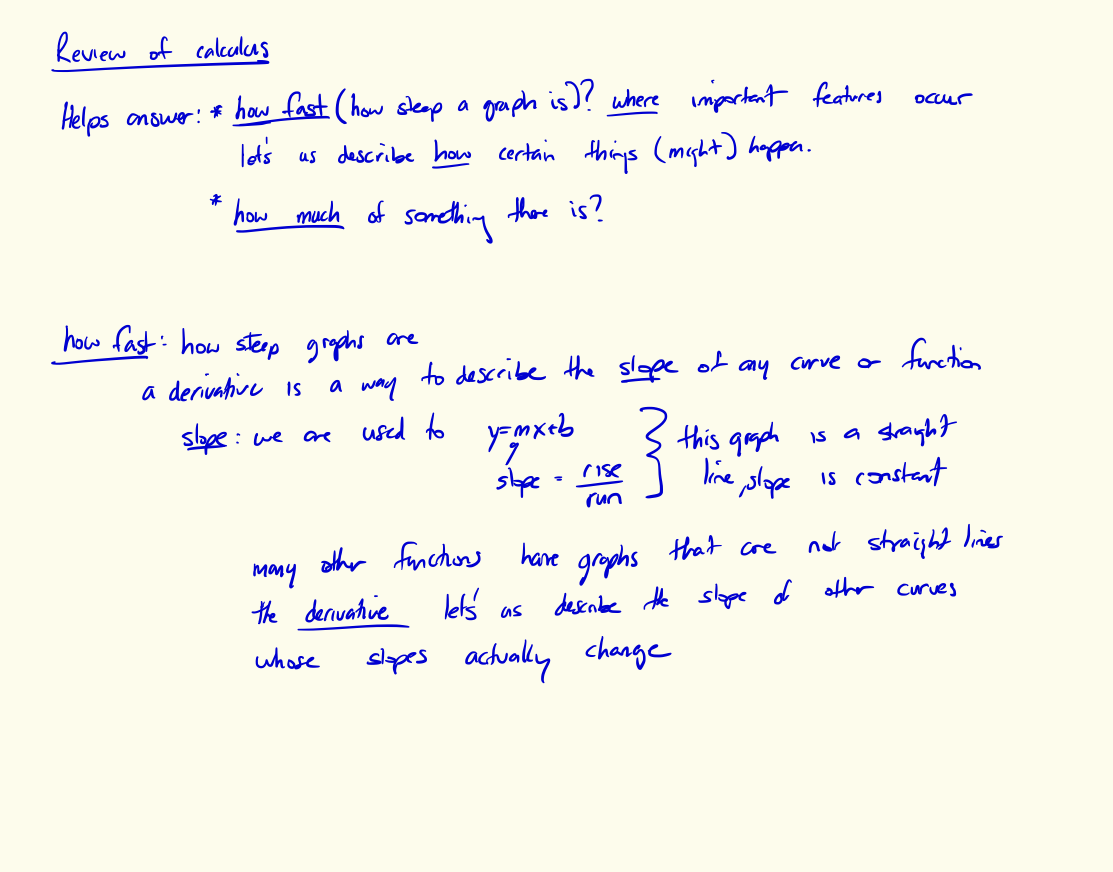 Review of calculus
Helps answer: * how fast (how steep a graph is)? where important features occur
let's us describe how certain things (might) happen.
* how much of something there is?
how fast: how steep graphs are
a derivative is a way to describe the slope of any curve or function
slope: we are used to y=mx+b } this graph is a straight
slope = rise/run line, slope is constant
many other functions have graphs that are not straight lines
the derivative let's us describe the slope of other curves
whose slopes actually change